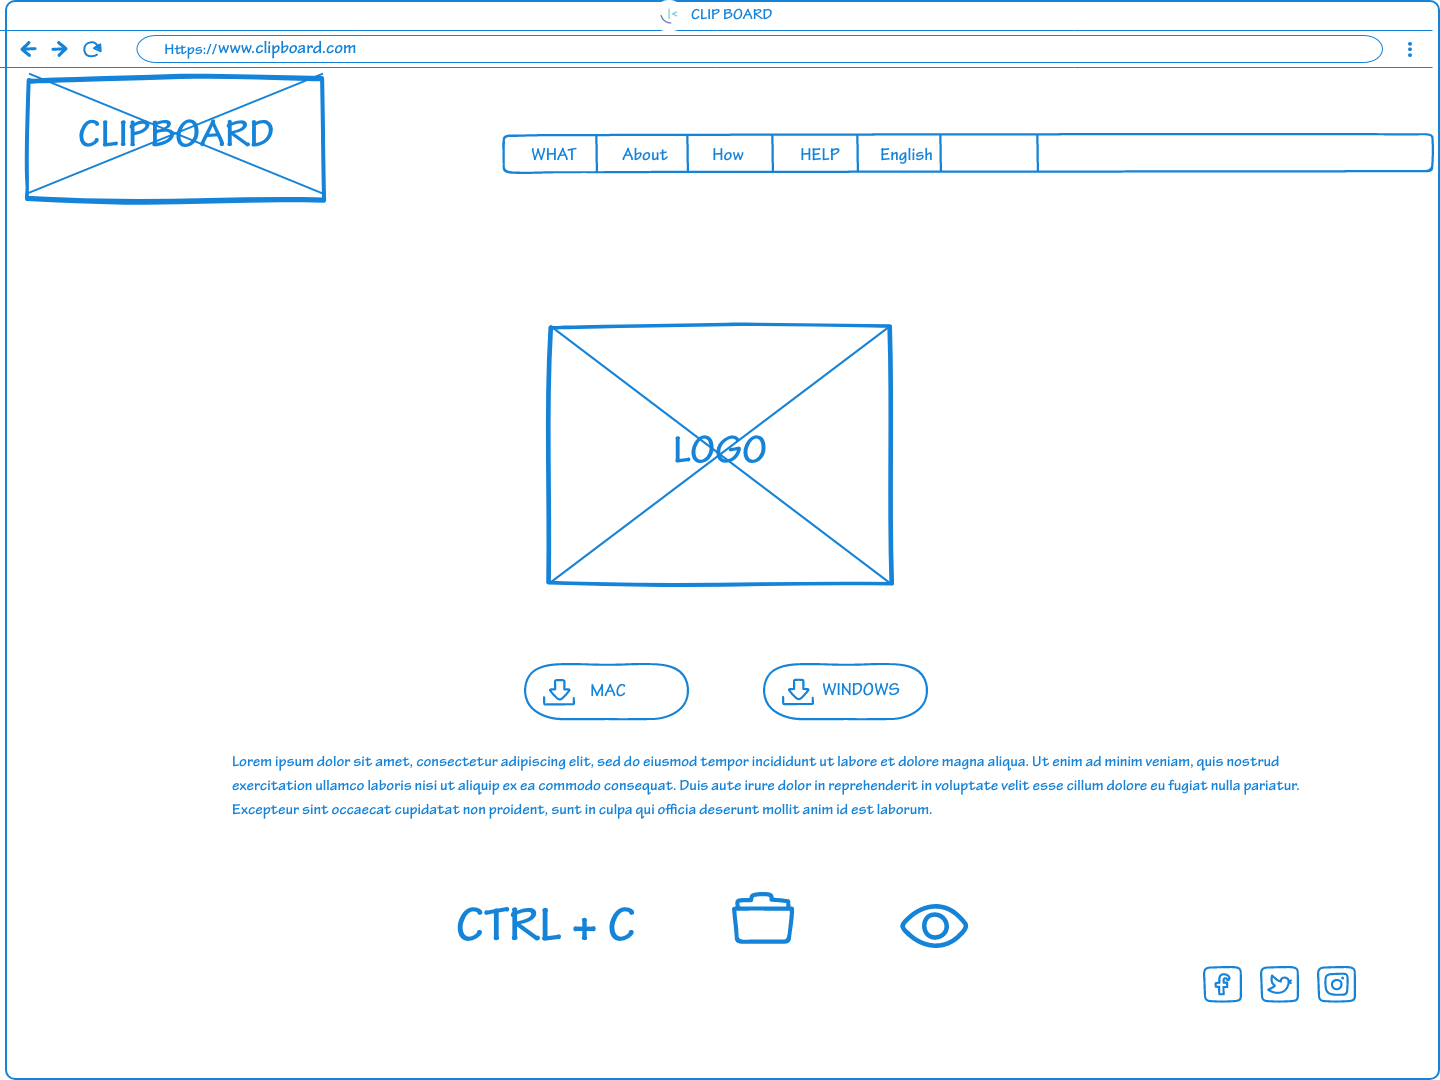 CLIP BOARD
Https://www.clipboard.com
CLIPBOARD
WHAT About How HELP English
LOGO
MAC WINDOWS
Lorem ipsum dolor sit amet, consectetur adipiscing elit, sed do eiusmod tempor incididunt ut labore et dolore magna aliqua. Ut enim ad minim veniam, quis nostrud
exercitation ullamco laboris nisi ut aliquip ex ea commodo consequat. Duis aute irure dolor in reprehenderit in voluptate velit esse cillum dolore eu fugiat nulla pariatur.
Excepteur sint occaecat cupidatat non proident, sunt in culpa qui officia deserunt mollit anim id est laborum.
CTRL + C